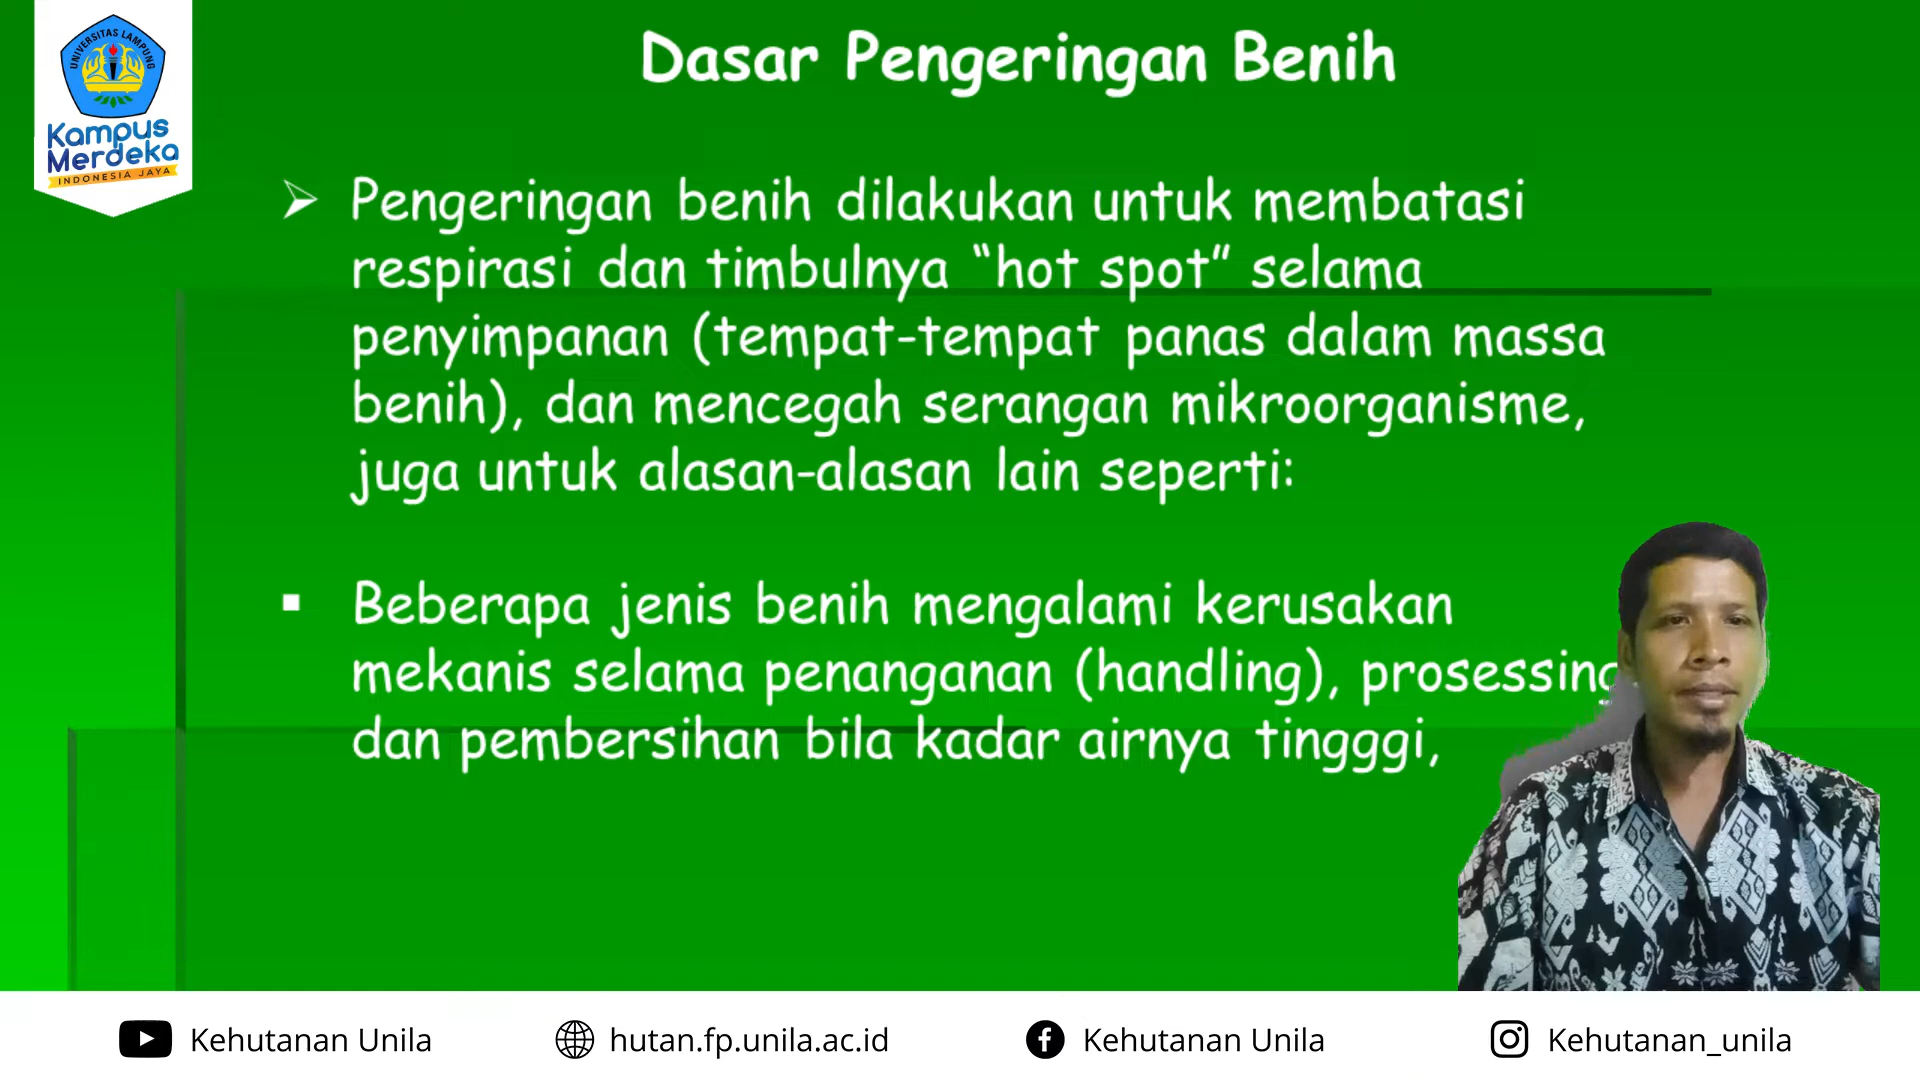 UNIVERSITAS LAMPUNG
Kampus
Merdeka
INDONESIA JAYA
Dasar Pengeringan Benih
Pengeringan benih dilakukan untuk membatasi
respirasi dan timbulnya “hot spot” selama
penyimpanan (tempat-tempat panas dalam massa
benih), dan mencegah serangan mikroorganisme,
juga untuk alasan-alasan lain seperti:
Beberapa jenis benih mengalami kerusakan
mekanis selama penanganan (handling), prosessing
dan pembersihan bila kadar airnya tingggi,
Kehutanan Unila
hutan.fp.unila.ac.id
Kehutanan Unila
Kehutanan_unila